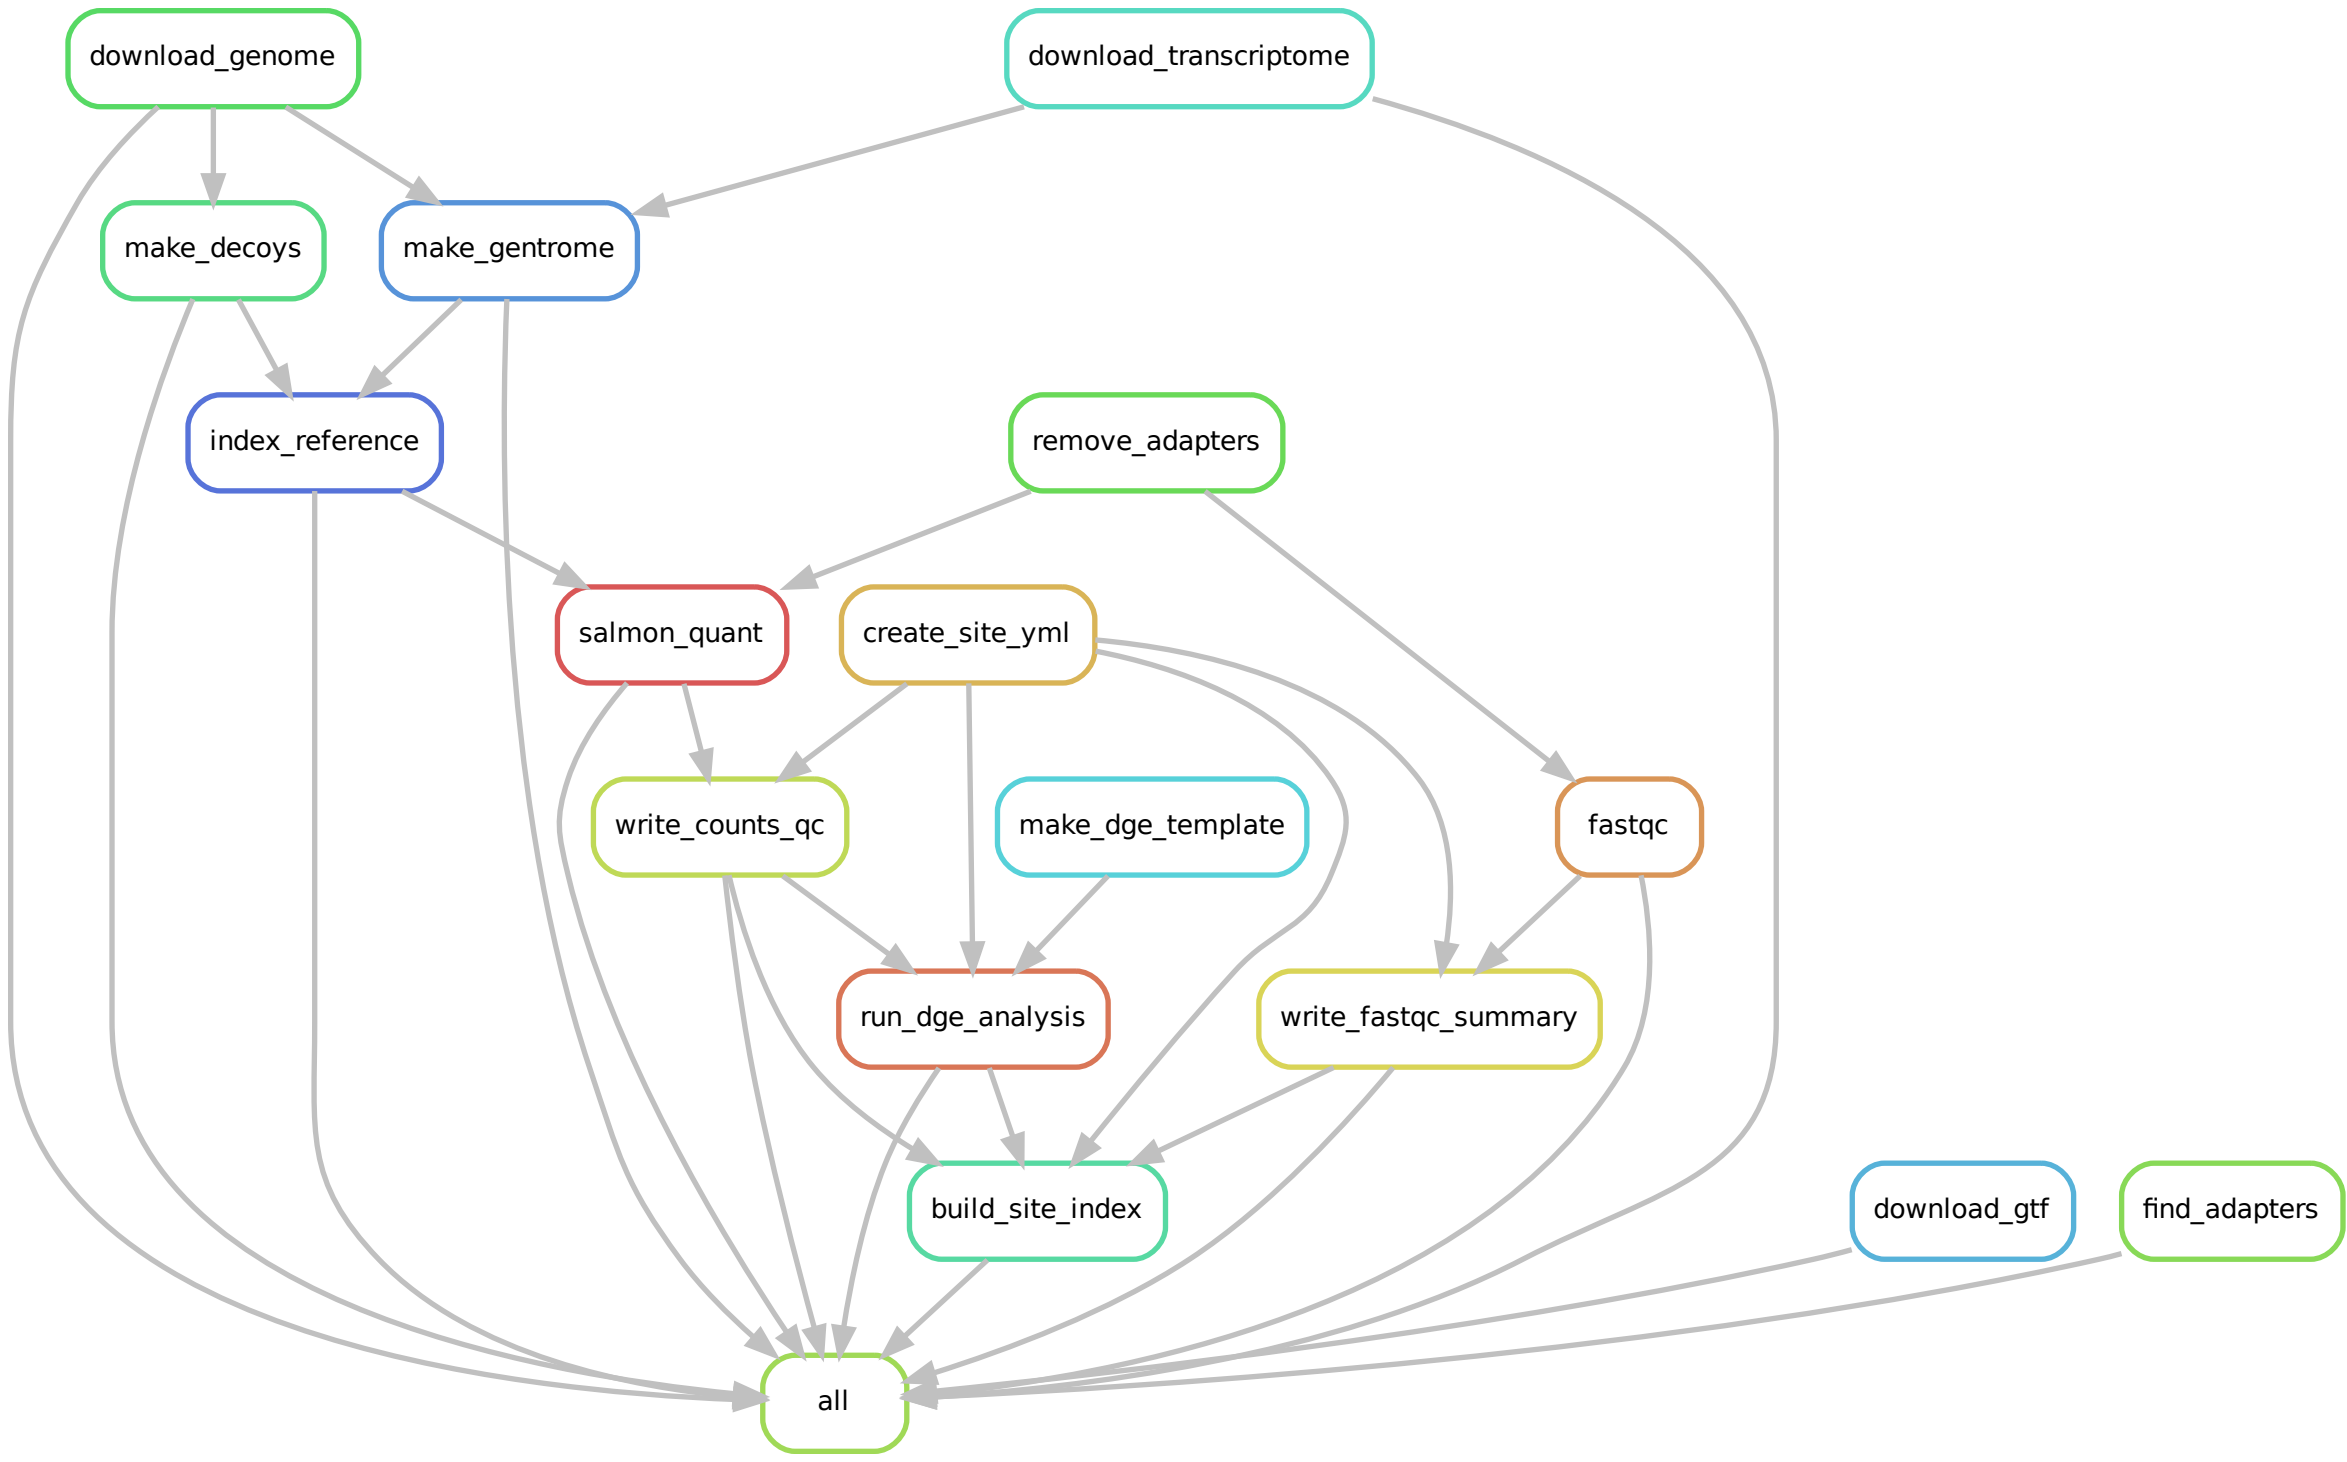 download_genome
download_transcriptome
make_decoys
make_gentrome
index_reference
remove_adapters
salmon_quant
create_site_yml
write_counts_qc
make_dge_template
fastqc
run_dge_analysis
write_fastqc_summary
build_site_index
download_gtf
find_adapters
all